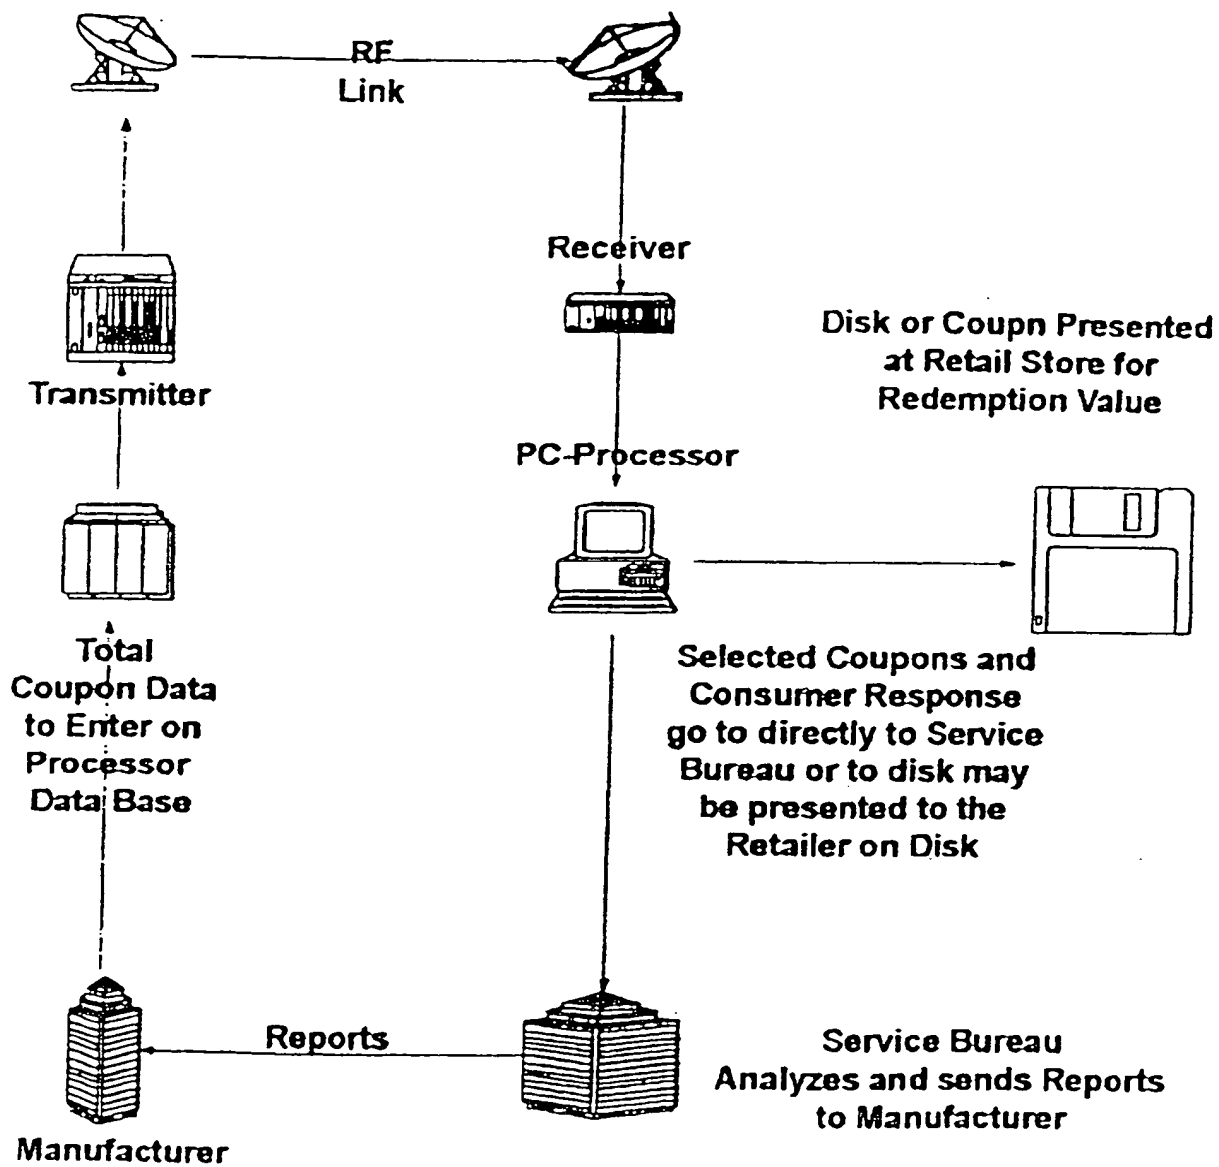 RF
Link
Receiver
Disk or Coupn Presented
at Retail Store for
Redemption Value
Transmitter
PC-Processor
Total
Coupon Data
to Enter on
Processor
Data Base
Selected Coupons and
Consumer Response
go to directly to Service
Bureau or to disk may
be presented to the
Retailer on Disk
Reports
Service Bureau
Analyzes and sends Reports
to Manufacturer
Manufacturer